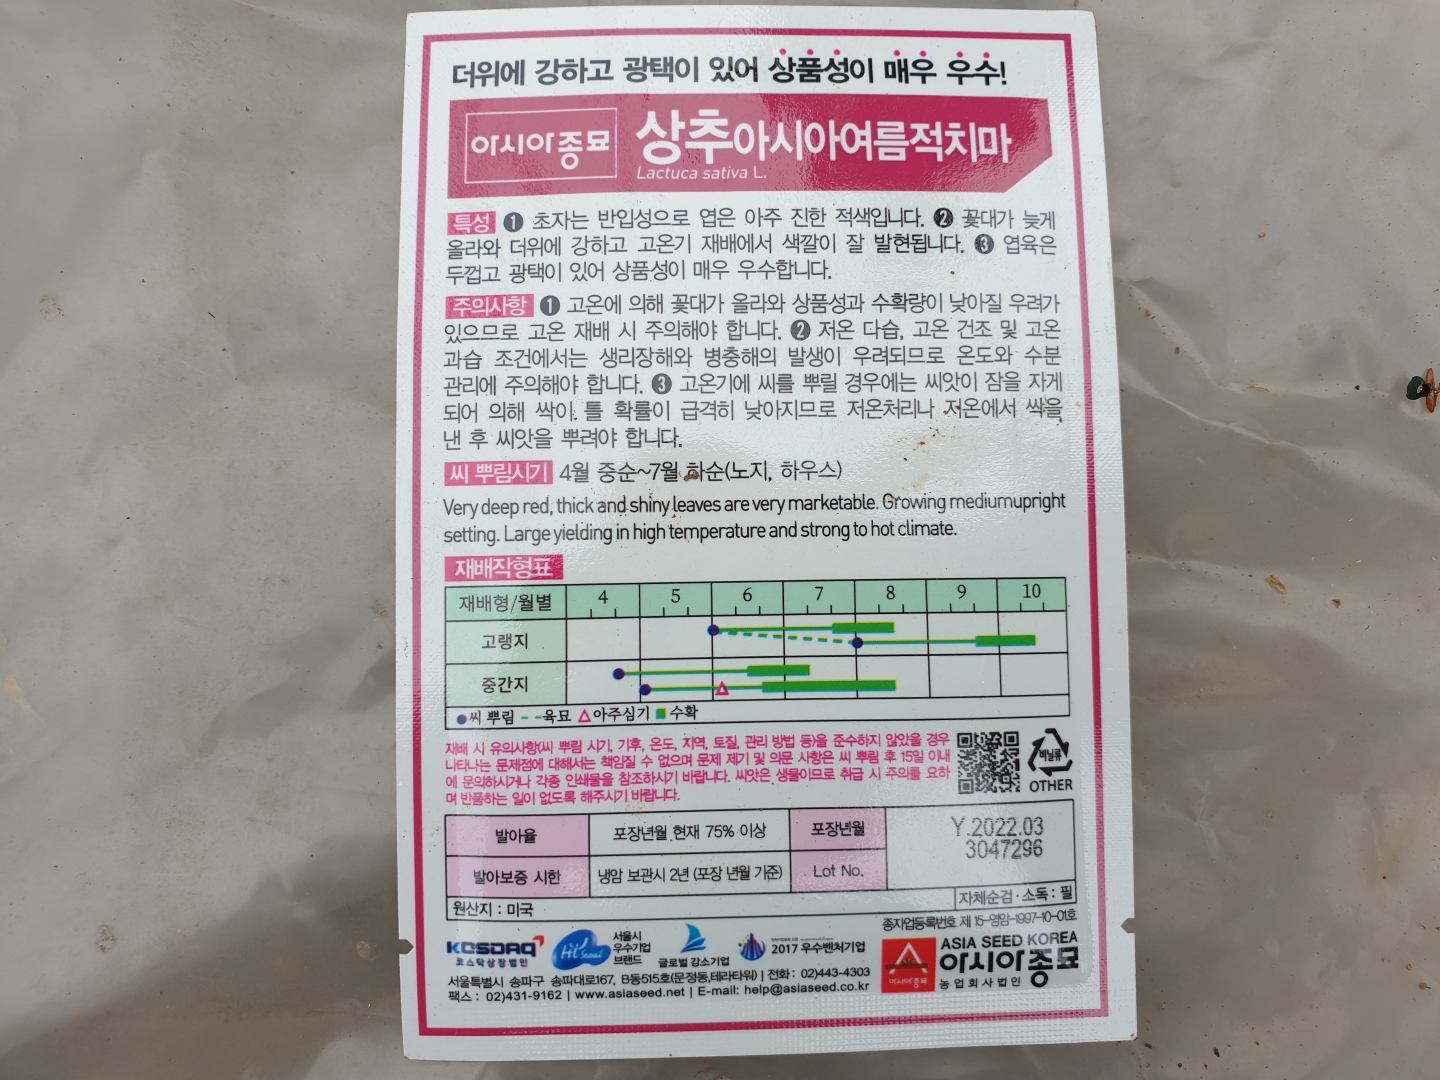 더위에 강하고 광택이 있어 상품성이 매우 우수!
아시아종묘 상추아시아여름적치마
Lactuca sativa L.
특성 ❶ 초자는 반입성으로 엽은 아주 진한 적색입니다. ❷ 꽃대가 늦게
올라와 더위에 강하고 고온기 재배에서 색깔이 잘 발현됩니다. ❸ 엽육은
두껍고 광택이 있어 상품성이 매우 우수합니다.
주의사항 ❶ 고온에 의해 꽃대가 올라와 상품성과 수확량이 낮아질 우려가
있으므로 고온 재배 시 주의해야 합니다. ❷ 저온 다습, 고온 건조 및 고온
과습 조건에서는 생리장해와 병충해의 발생이 우려되므로 온도와 수분
관리에 주의해야 합니다. ❸ 고온기에 씨를 뿌릴 경우에는 씨앗이 잠을 자게
되어 의해 싹이 틀 확률이 급격히 낮아지므로 저온처리나 저온에서 싹을
낸 후 씨앗을 뿌려야 합니다.
씨 뿌림시기 4월 중순~7월 하순(노지, 하우스)
Very deep red, thick and shiny leaves are very marketable. Growing mediumupright
setting. Large yielding in high temperature and strong to hot climate.
재배작형표
재배형/월별 4 5 6 7 8 9 10
고랭지
중간지
씨 뿌림 육묘 아주심기 수확
재배 시 유의사항(씨 뿌림 시기, 기후, 온도, 지역, 토질, 관리 방법 등)을 준수하지 않았을 경우
나타나는 문제점에 대해서는 책임질 수 없으며 문제 제기 및 의문 사항은 씨 뿌림 후 15일 이내
에 문의하시거나 각종 인쇄물을 참조하시기 바랍니다. 씨앗은 생물이므로 취급 시 주의를 요하
며 반품하는 일이 없도록 해주시기 바랍니다.
비닐류
OTHER
발아율 포장년월 현재 75% 이상 포장년월 Y.2022.03
발아보증 시한 냉암 보관시 2년 (포장 년월 기준) Lot No. 3047296
원산지 : 미국 자체순검·소독 : 필
종자업등록번호 제 15-영암-1997-10-01호
KOSDAQ
코스닥상장법인
Hi Seoul
서울시
우수기업
브랜드
글로벌 강소기업
2017 우수벤처기업
ASIA SEED KOREA
아시아종묘
농업회사법인
서울특별시 송파구 송파대로167, B동515호(문정동,테라타워) | 전화 : 02)443-4303
팩스 : 02)431-9162 | www.asiaseed.net | E-mail: help@asiaseed.co.kr